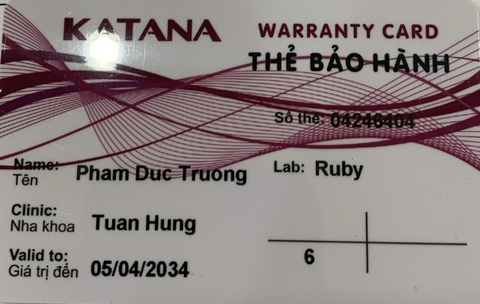 KATANA
WARRANTY CARD
THẺ BẢO HÀNH
Số thẻ: 04246404
Name: Pham Duc Truong
Tên
Lab: Ruby
Clinic: Tuan Hung
Nha khoa
Valid to: 05/04/2034
Giá trị đến
6